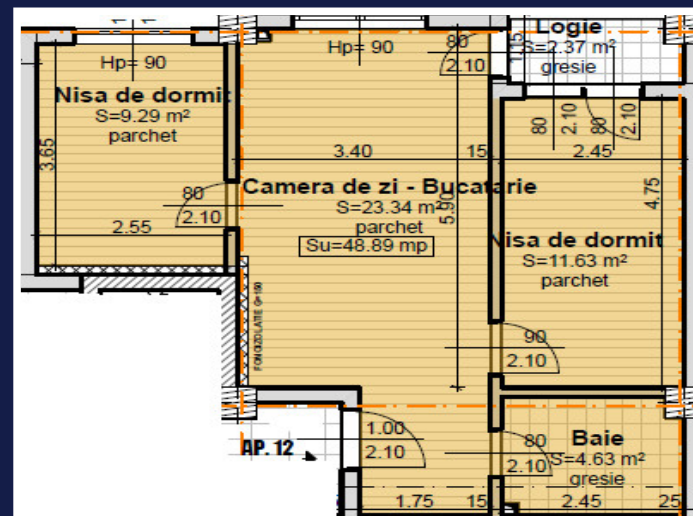 Hp= 90
Nisa de dormit
S=9.29 m²
parchet
3.65
2.55
80
2.10
Hp= 90
3.40
15
Camera de zi - Bucatarie
S=23.34 m²
parchet
Su=48.89 mp
5.90
FONOIZOLATIE G=150
80
2.10
1.15
Logie
S=2.37 m²
gresie
80
2.10
80
2.10
2.45
4.75
Nisa de dormit
S=11.63 m²
parchet
90
2.10
AP. 12
1.00
2.10
80
2.10
Baie
S=4.63 m²
gresie
1.75
15
2.45
25